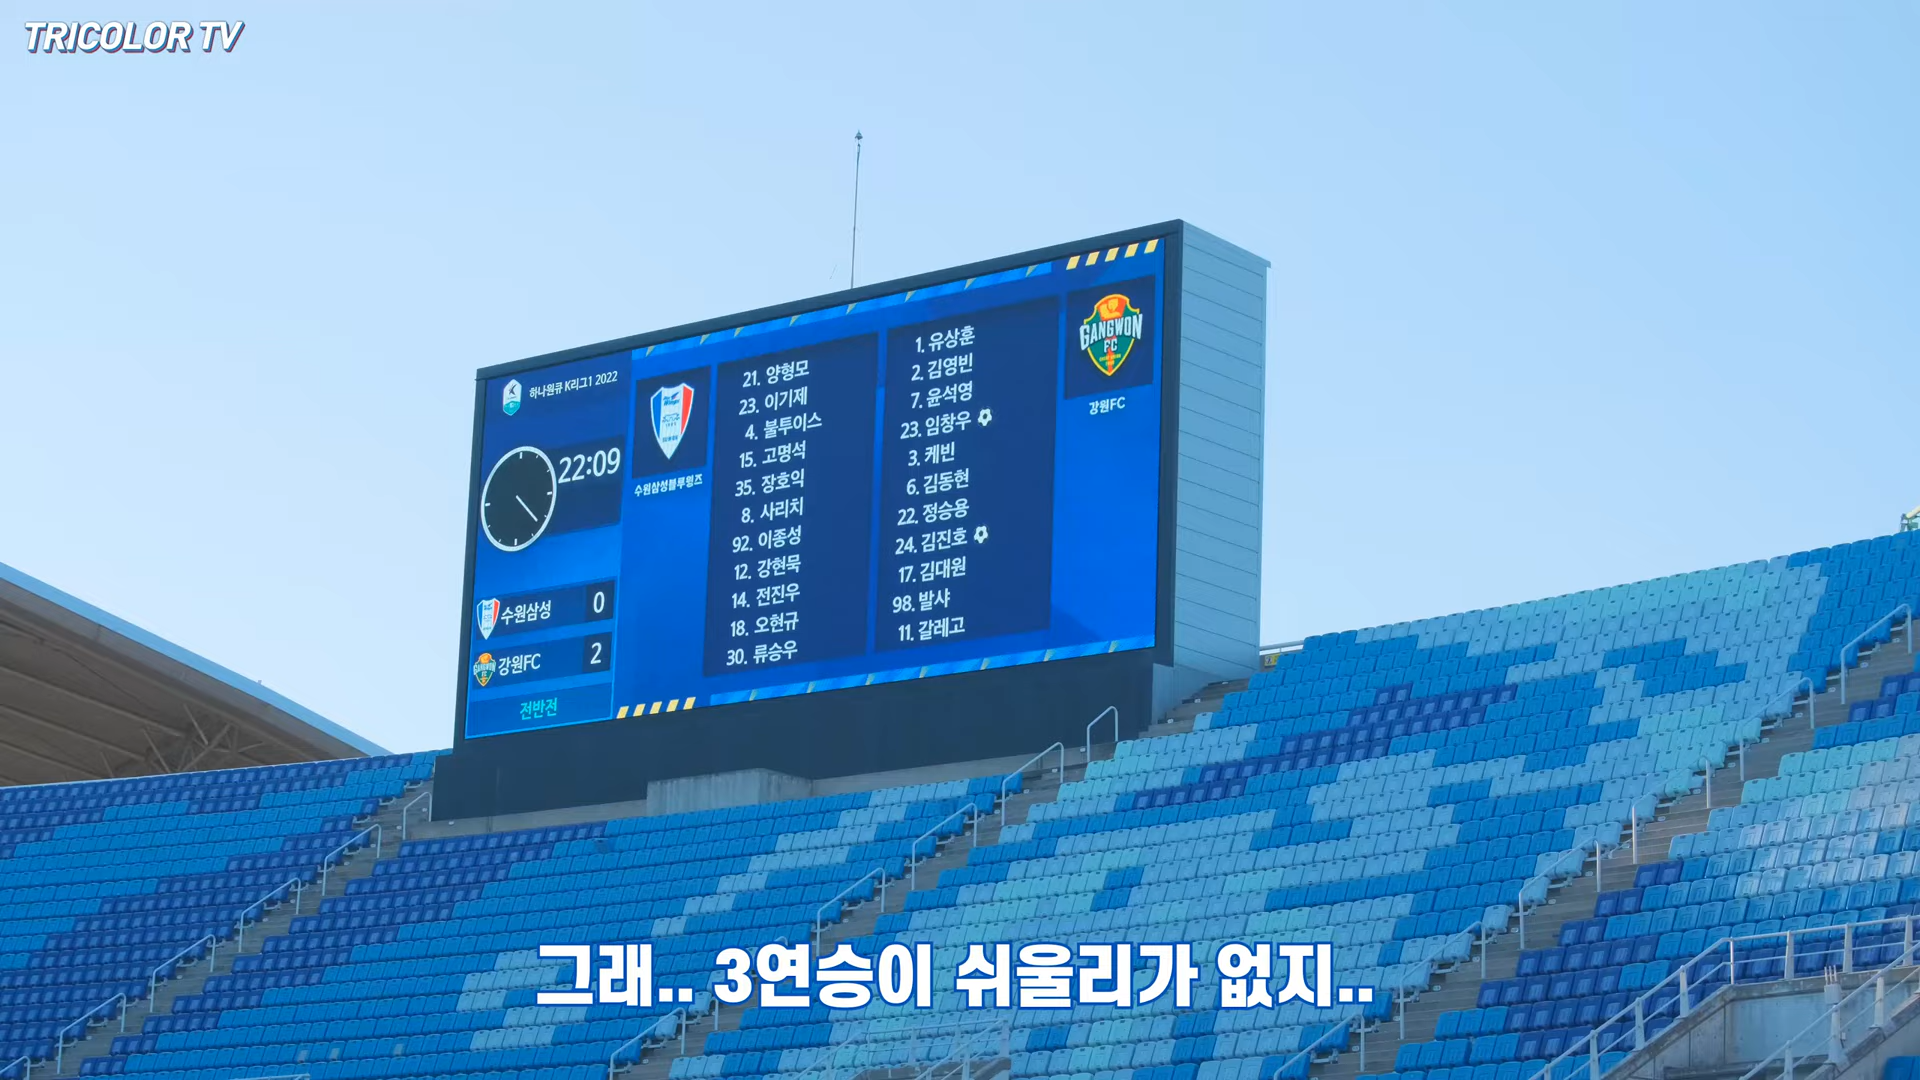 TRICOLOR TV
하나원큐 K리그1 2022
22:09
수원삼성 0
강원FC 2
전반전
수원삼성블루윙즈
21. 양형모
23. 이기제
4. 불투이스
15. 고명석
35. 장호익
8. 사리치
92. 이종성
12. 강현묵
14. 전진우
18. 오현규
30. 류승우
1. 유상훈
2. 김영빈
7. 윤석영
23. 임창우
3. 케빈
6. 김동현
22. 정승용
24. 김진호
17. 김대원
98. 발샤
11. 갈레고
GANGWON
FC
강원FC
그래.. 3연승이 쉬울리가 없지..